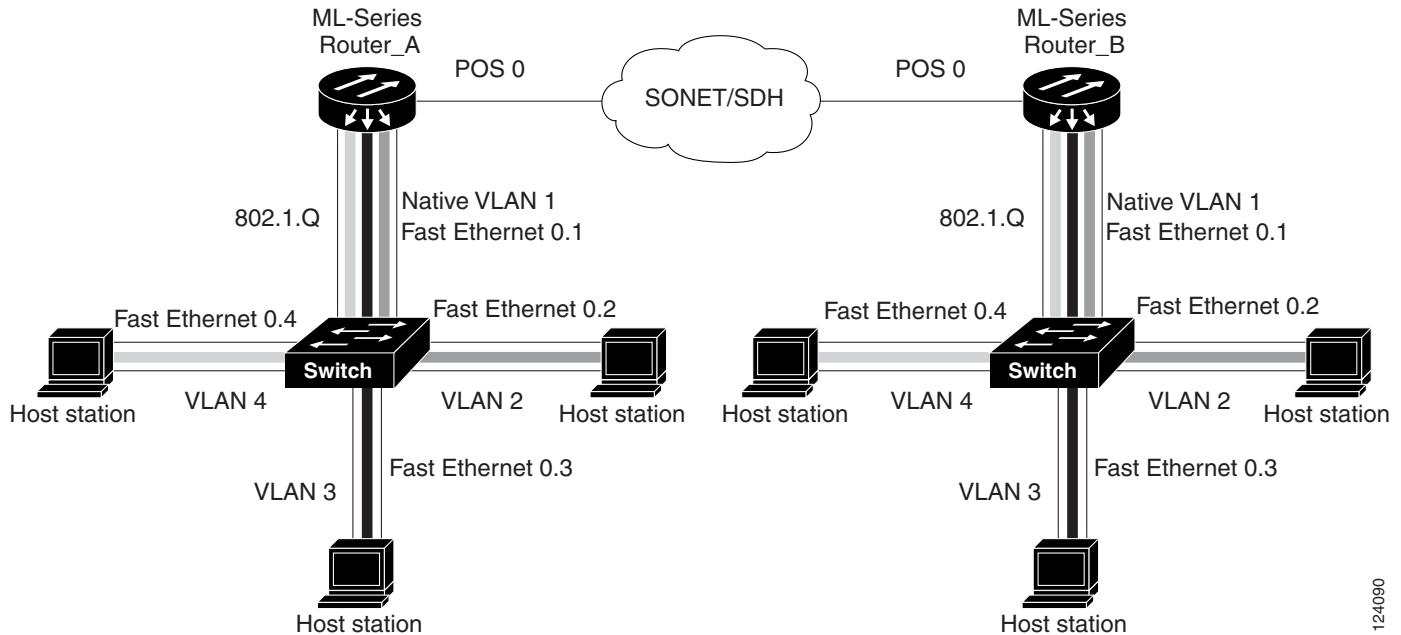 ML-Series
Router_A
ML-Series
Router_B
POS 0
SONET/SDH
POS 0
802.1.Q
Native VLAN 1
Fast Ethernet 0.1
802.1.Q
Native VLAN 1
Fast Ethernet 0.1
Fast Ethernet 0.4
Fast Ethernet 0.2
Fast Ethernet 0.4
Fast Ethernet 0.2
Switch
Switch
Host station
VLAN 4
VLAN 2
Host station
Host station
VLAN 4
VLAN 2
Host station
VLAN 3
Fast Ethernet 0.3
VLAN 3
Fast Ethernet 0.3
Host station
Host station
124090